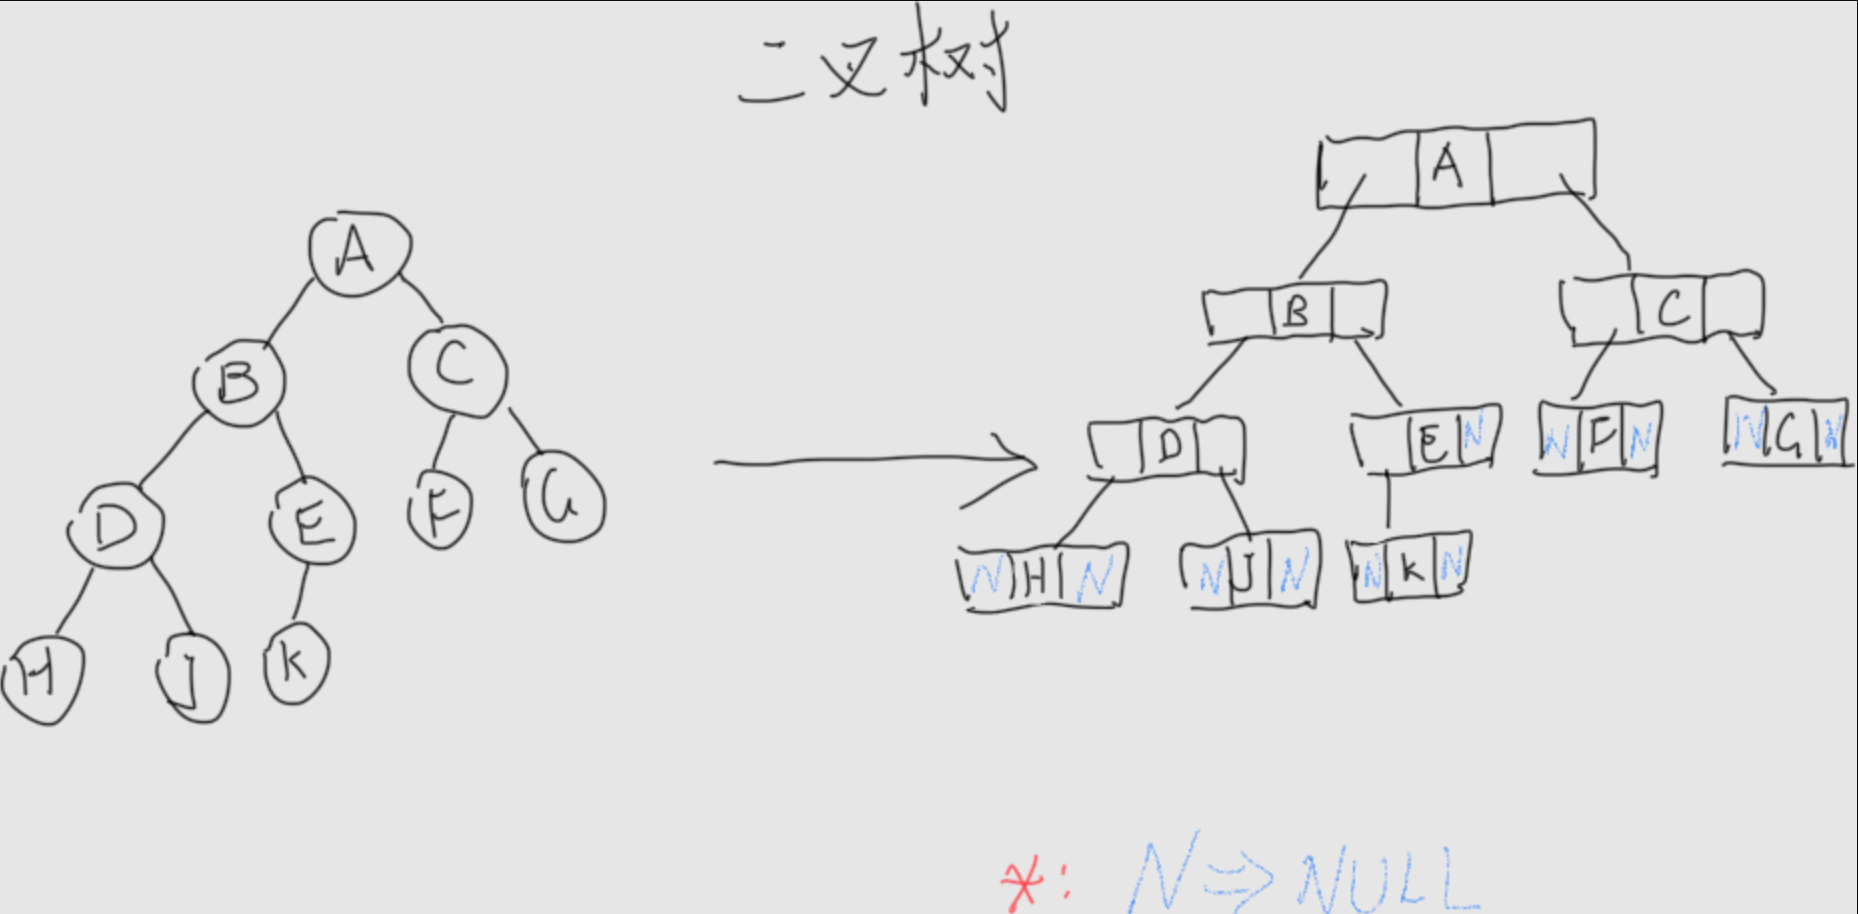 二叉树
A
B C
D E F G
H J K
A
B C
D E N N F N N G N
N H N N J N N K N
*: N ⇒ NULL